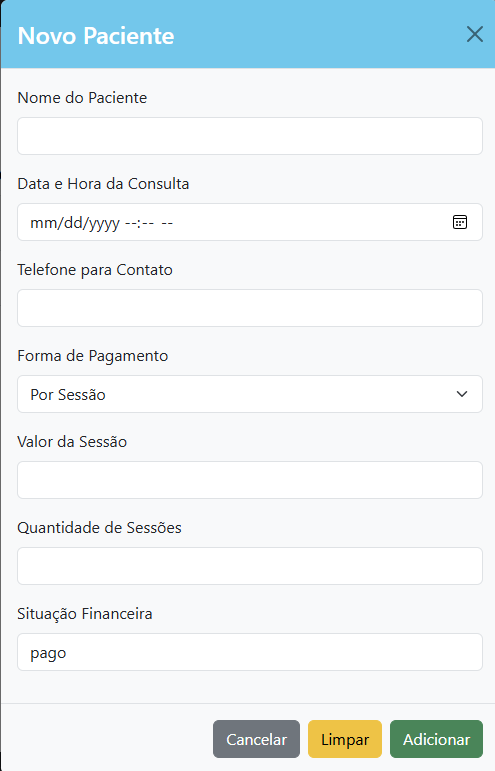 Novo Paciente
Nome do Paciente
Data e Hora da Consulta
mm/dd/yyyy --:-- --
Telefone para Contato
Forma de Pagamento
Por Sessão
Valor da Sessão
Quantidade de Sessões
Situação Financeira
pago
Cancelar Limpar Adicionar